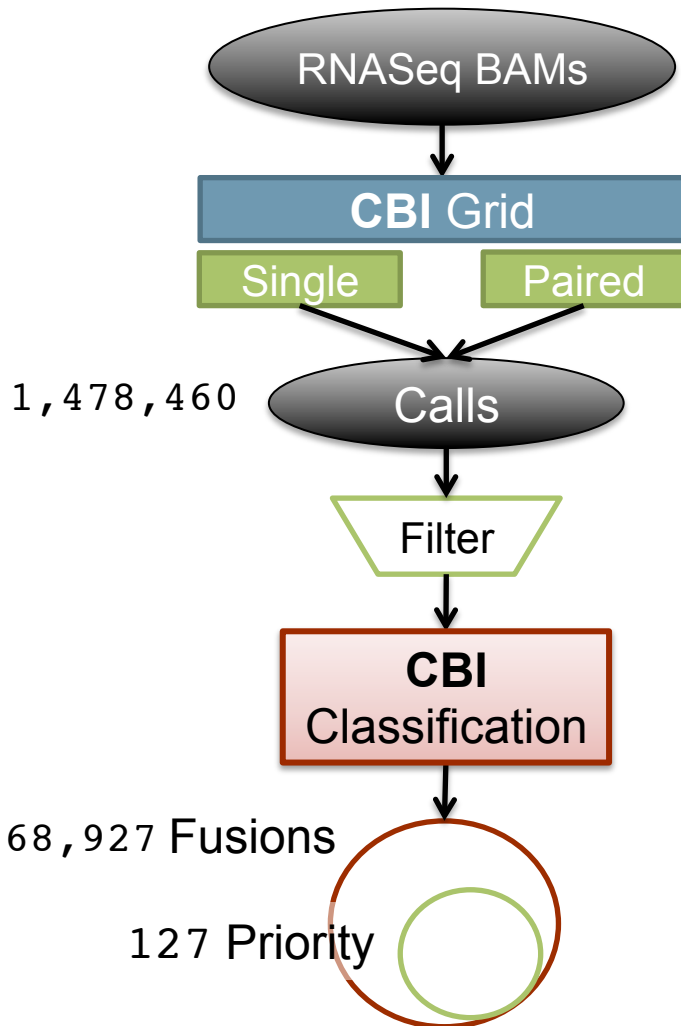 RNASeq BAMs
CBI Grid
Single Paired
1,478,460 Calls
Filter
CBI
Classification
68,927 Fusions
127 Priority